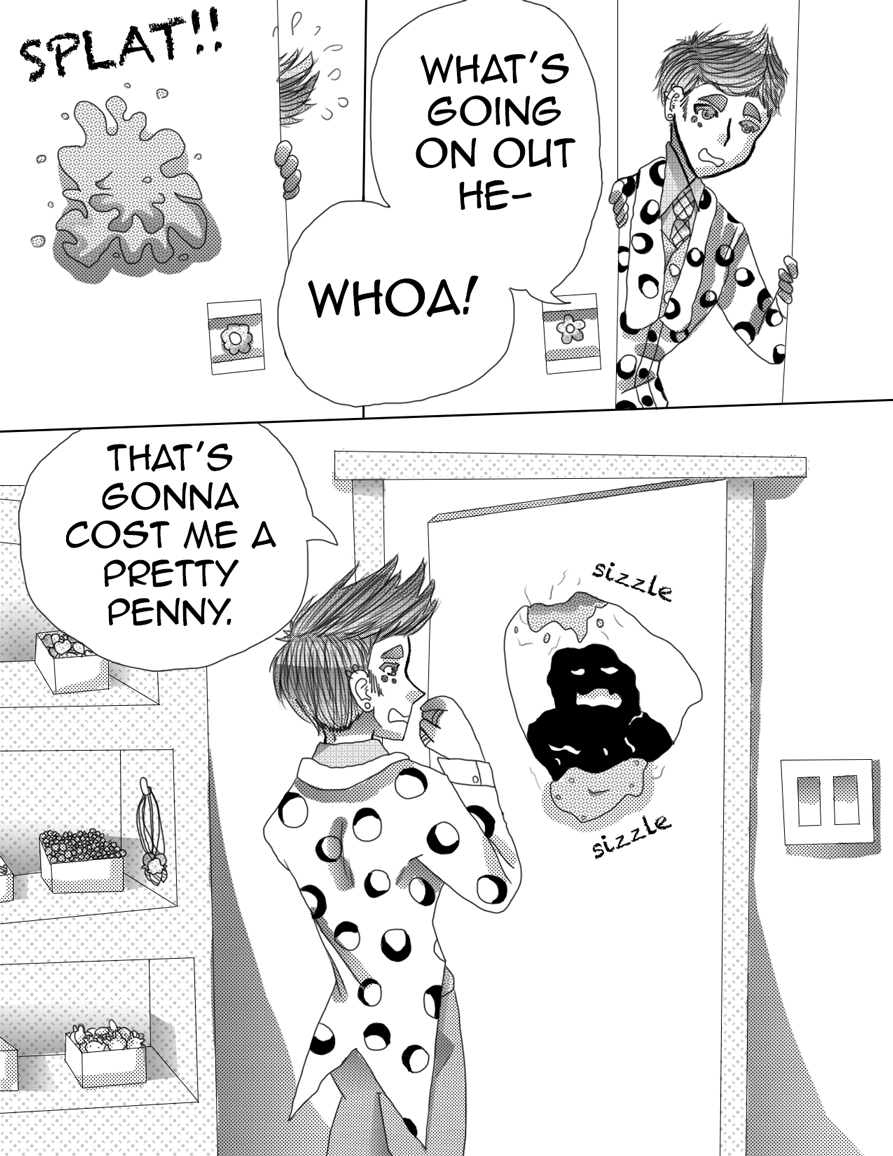 SPLAT!!
WHAT'S
GOING
ON OUT
HE-
WHOA!
THAT'S
GONNA
COST ME A
PRETTY
PENNY.
sizzle
sizzle